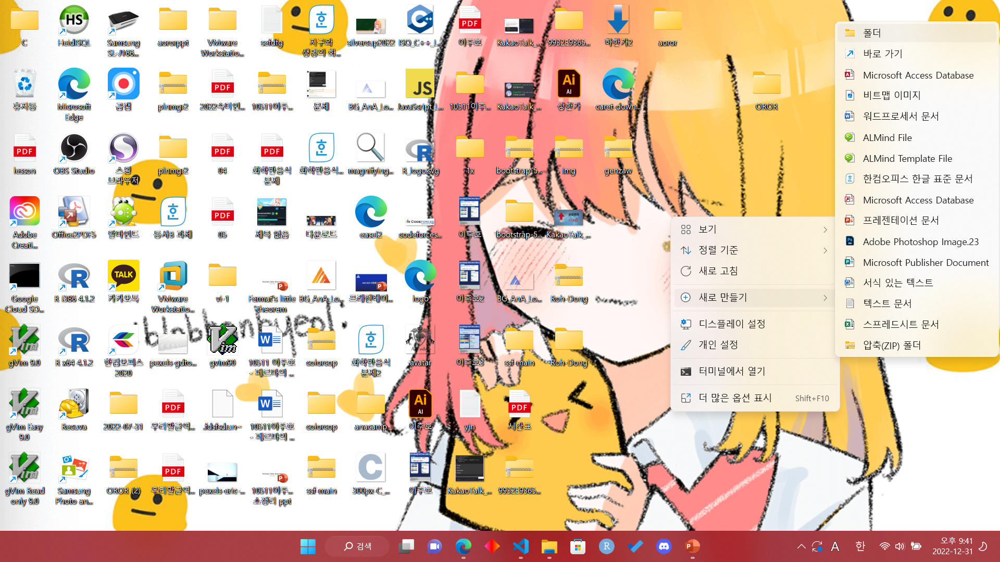 C
HeidiSQL
Samsung
SL-J166...
aororppt
VMware
Workstatio...
sefdfg
지구와
생명의 화...
silvercup2022
ISO_C++_L...
이주호
KakaoTalk_...
9932E9365...
하한가2
aoror
휴지통
Microsoft
Edge
곰캠
plnmgr2
2022속미인...
10511이주...
문제
BG_AnA_Lo...
JavaScript_L...
10511이주...
KakaoTalk_...
상한가
caret-down...
OROR
lesson
OBS Studio
스윙
브라우저
plnmgr2
04
화학반응식
문제
화학반응식...
magnifying...
R_logo.svg
1x
bootstrap-5...
img
genzaw
Adobe
Creati...
Office2PDF5
알마인드
통사B 과제
05
제목 없음
다운로드
easel2
codeforces...
이주호
bootstrap-5...
KakaoTalk_...
Google
Cloud SD...
R i386 4.1.2
카카오톡
VMware
Workstatio...
vi-1
Fermat's little
theorem
BG_AnA_Lo...
프레젠테이...
logo
이주호2
BG_AnA_Lo...
Roh-Dong
gVim 9.0
R x64 4.1.2
한컴오피스
2020
pexels-gdto...
gvim90
10511 이주호
- 페르마의 ...
colorcop
화학반응식
문제2
avatar
이주호3
ssf-main
Roh-Dong
gVim Easy
9.0
Recuva
2022-07-31
우리말글역...
.fdsfsd.un~
10511이주호
- 페르마의 ...
colorcop
anacamp
이주호
yjn
시간표
gVim Read
only 9.0
Samsung
Photo an...
OROR (2)
우리말글역...
pexels-eric-...
10511이주...
소정리 ppt
ssf-main
300px-C_...
이주호
KakaoTalk_...
9932E9365...
보기
정렬 기준
새로 고침
새로 만들기
디스플레이 설정
개인 설정
터미널에서 열기
더 많은 옵션 표시 Shift+F10
폴더
바로 가기
Microsoft Access Database
비트맵 이미지
워드프로세서 문서
ALMind File
ALMind Template File
한컴오피스 한글 표준 문서
Microsoft Access Database
프레젠테이션 문서
Adobe Photoshop Image.23
Microsoft Publisher Document
서식 있는 텍스트
텍스트 문서
스프레드시트 문서
압축(ZIP) 폴더
검색
A
한
오후 9:41
2022-12-31